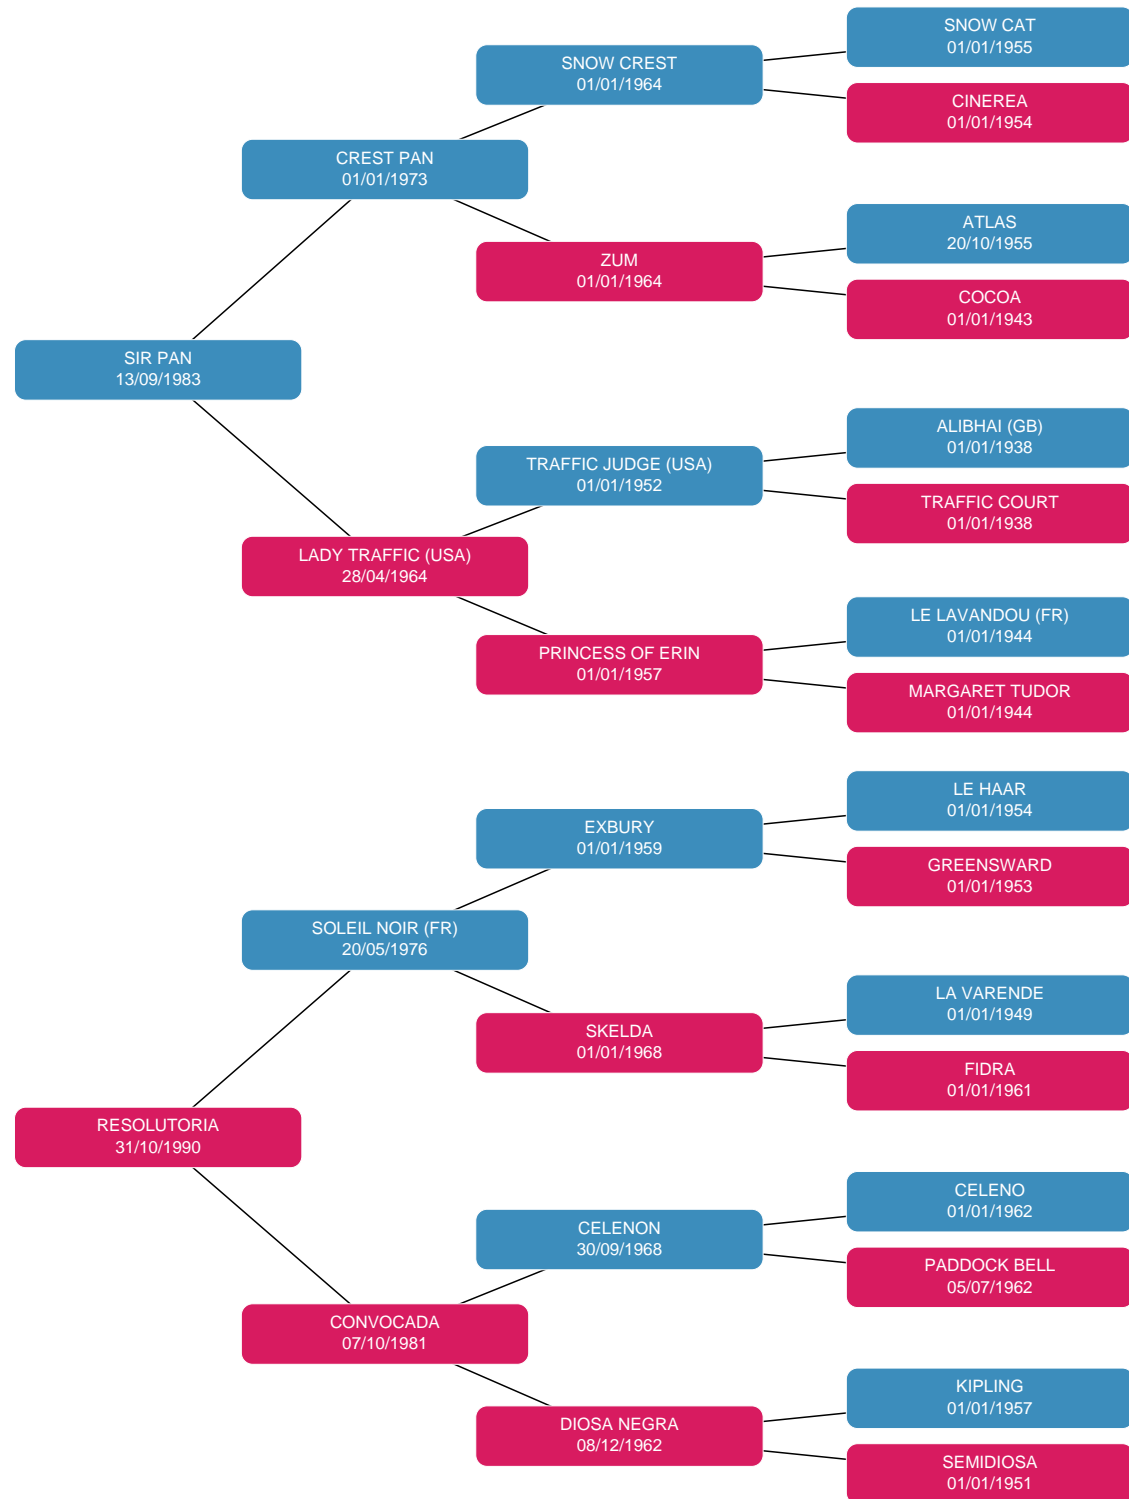 SNOW CAT
01/01/1955
SNOW CREST
01/01/1964
CINEREA
01/01/1954
CREST PAN
01/01/1973
ATLAS
20/10/1955
ZUM
01/01/1964
COCOA
01/01/1943
SIR PAN
13/09/1983
ALIBHAI (GB)
01/01/1938
TRAFFIC JUDGE (USA)
01/01/1952
TRAFFIC COURT
01/01/1938
LADY TRAFFIC (USA)
28/04/1964
LE LAVANDOU (FR)
01/01/1944
PRINCESS OF ERIN
01/01/1957
MARGARET TUDOR
01/01/1944
LE HAAR
01/01/1954
EXBURY
01/01/1959
GREENSWARD
01/01/1953
SOLEIL NOIR (FR)
20/05/1976
LA VARENDE
01/01/1949
SKELDA
01/01/1968
FIDRA
01/01/1961
RESOLUTORIA
31/10/1990
CELENO
01/01/1962
CELENON
30/09/1968
PADDOCK BELL
05/07/1962
CONVOCADA
07/10/1981
KIPLING
01/01/1957
DIOSA NEGRA
08/12/1962
SEMIDIOSA
01/01/1951